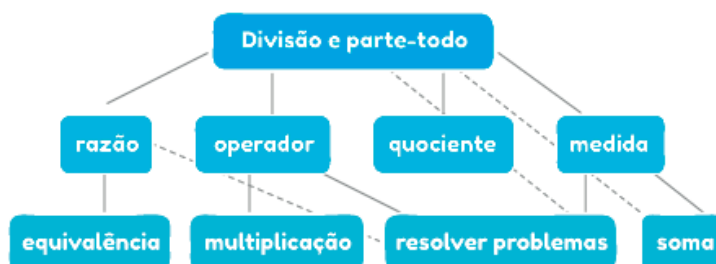 Divisão e parte-todo
razão
operador
quociente
medida
equivalência
multiplicação
resolver problemas
soma